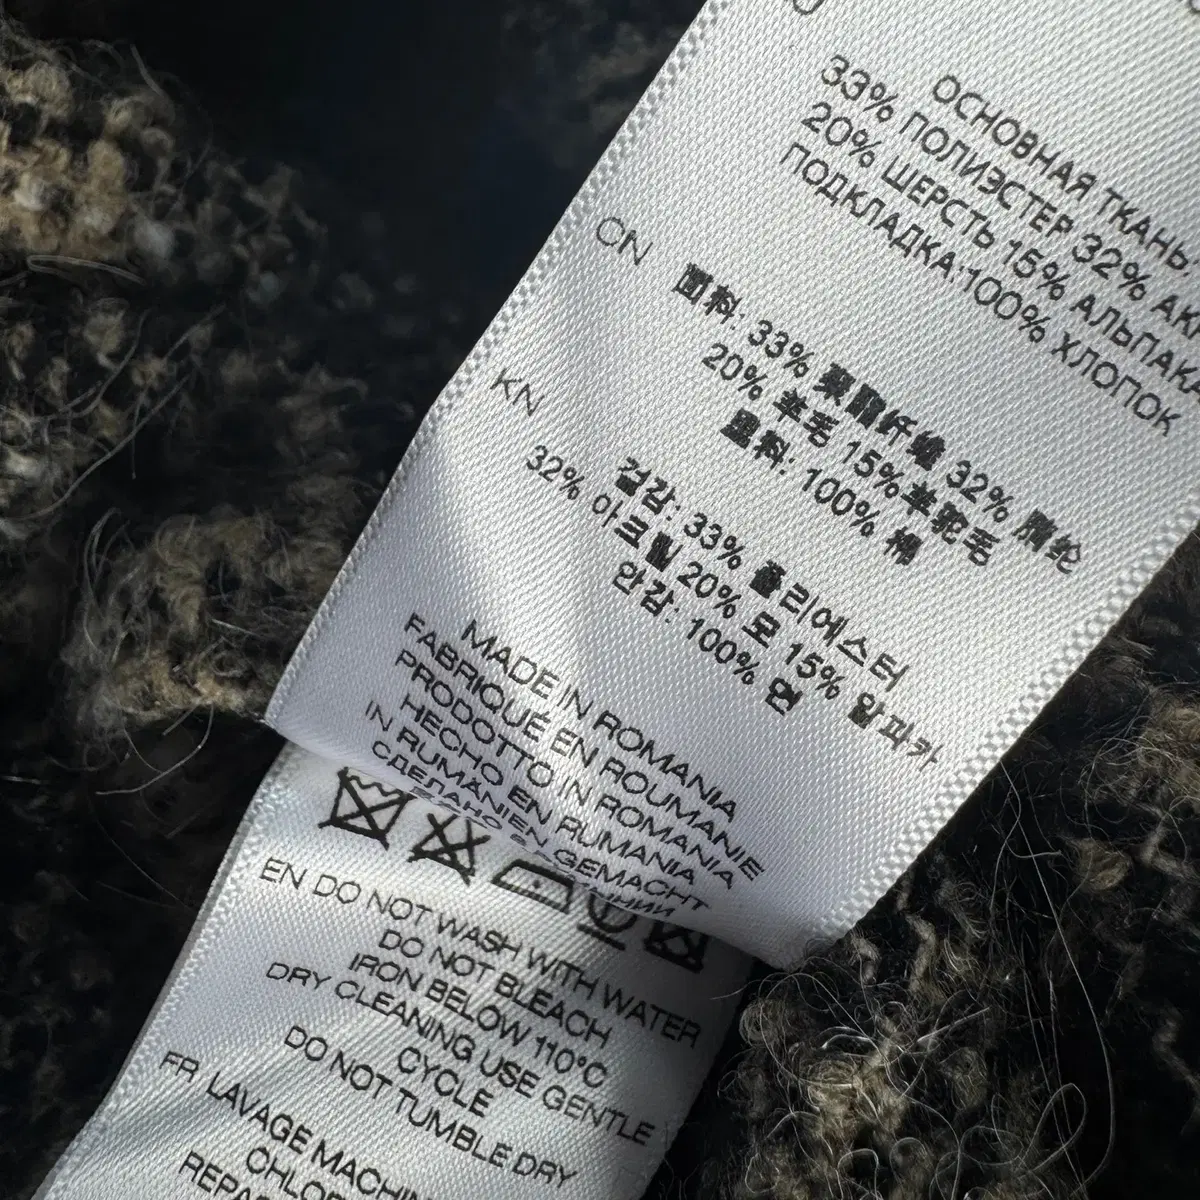 ОСНОВНАЯ ТКАНЬ:
33% ПОЛИЭСТЕР 32%
20% ШЕРСТЬ 15% АЛЬПАКА
ПОДКЛАДКА:100% ХЛОПОК
CN
面料: 33% 聚酯纤维 32% 腈纶
20% 羊毛 15%羊驼毛
里料: 100% 棉
KN
겉감: 33% 폴리에스터
32% 아크릴 20% 모 15% 알파카
안감: 100% 면
MADE IN ROMANIA
FABRIQUÉ EN ROUMANIE
PRODOTTO IN ROMANIA
HECHO EN RUMANIA
IN RUMÄNIEN GEMACHT
СДЕЛАНО В
EN DO NOT WASH WITH WATER
DO NOT BLEACH
IRON BELOW 110°C
DRY CLEANING USE GENTLE
CYCLE
DO NOT TUMBLE DRY
FR LAVAGE